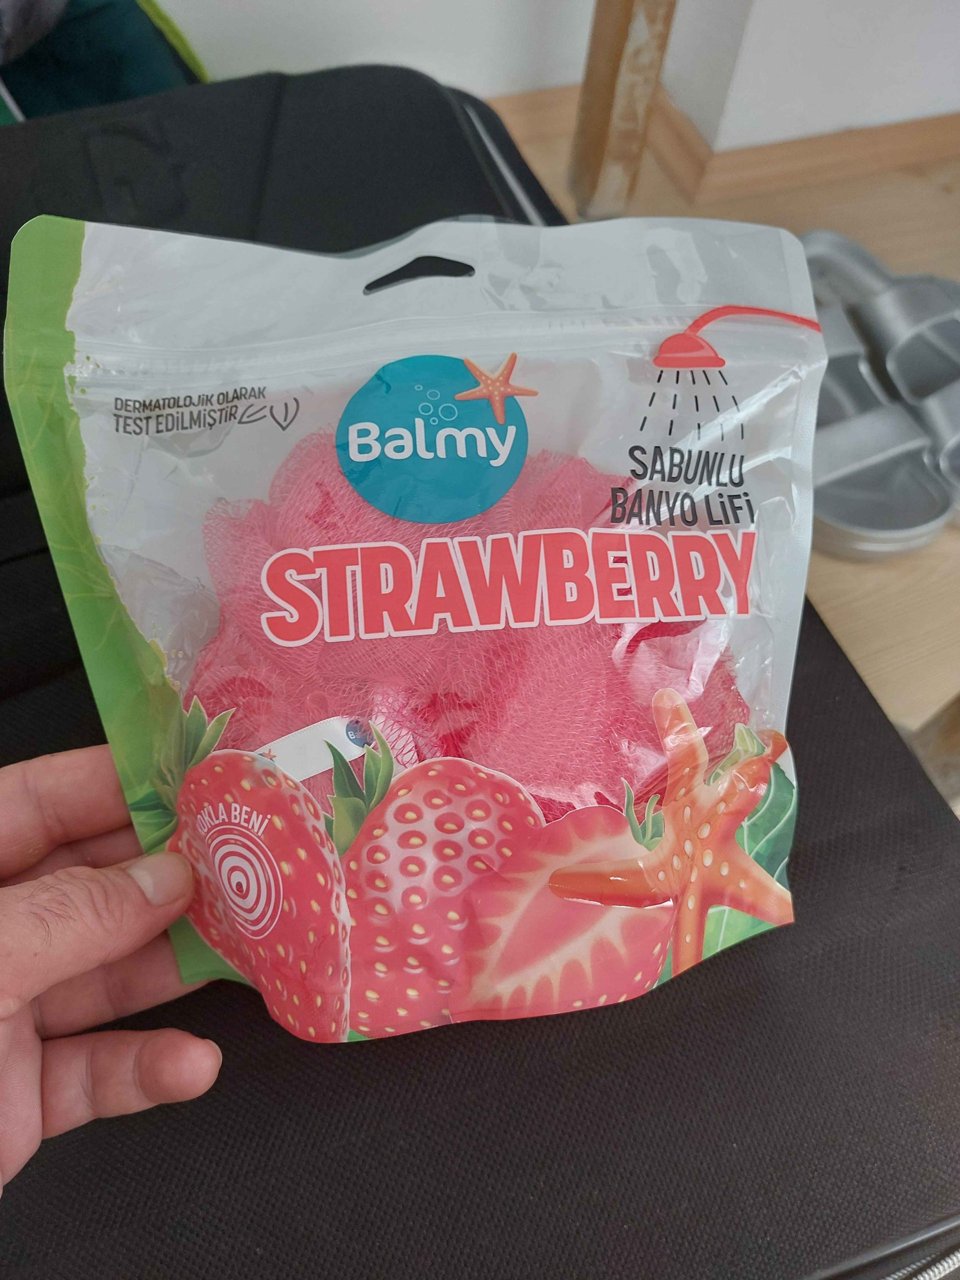 DERMATOLOJİK OLARAK
TEST EDİLMİŞTİR
Balmy
SABUNLU
BANYO LİFİ
STRAWBERRY
KOKLA BENİ